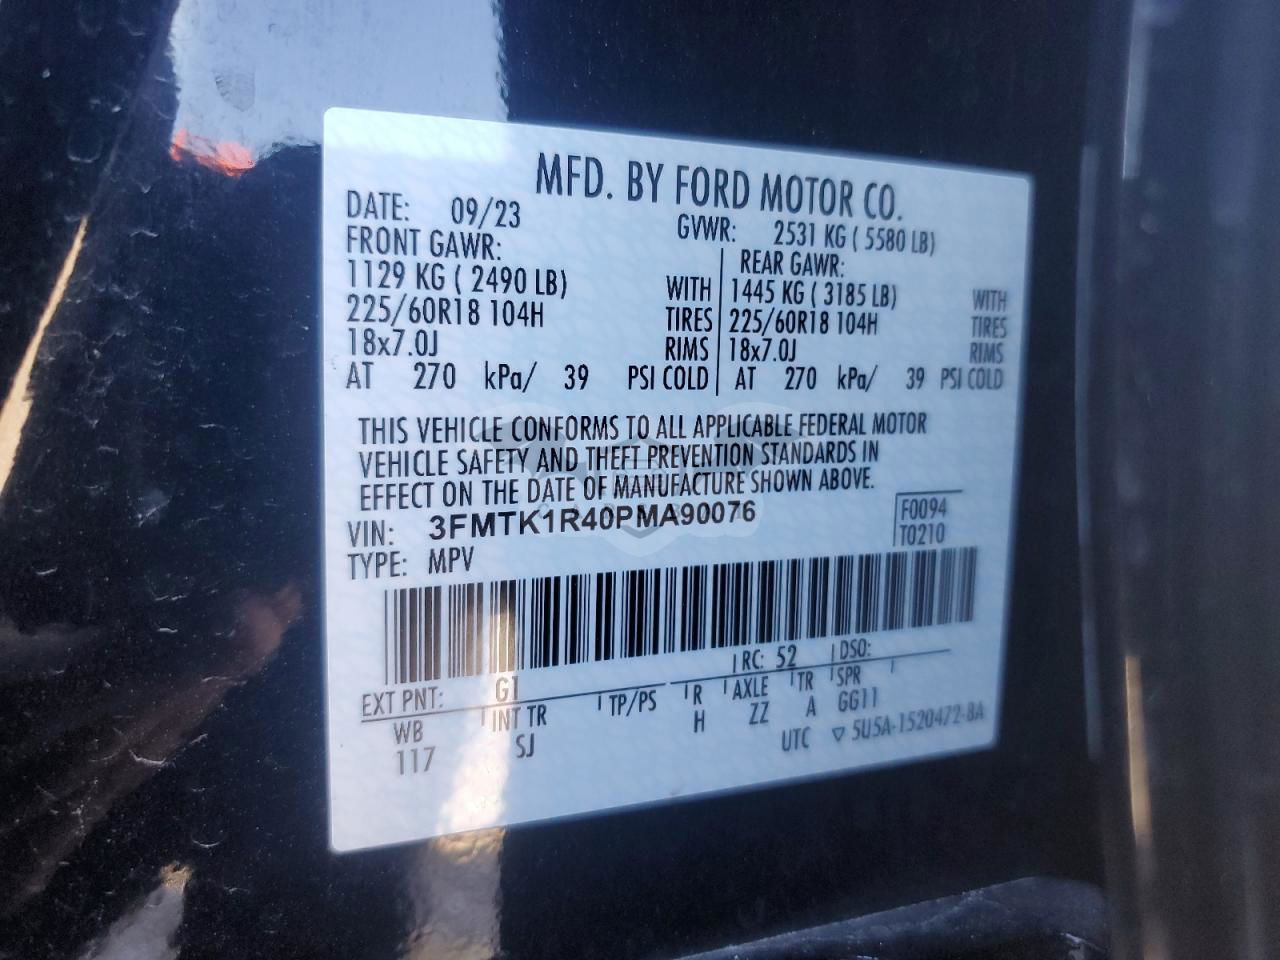 MFD. BY FORD MOTOR CO.
DATE: 09/23 GVWR: 2531 KG ( 5580 LB)
FRONT GAWR: REAR GAWR:
1129 KG ( 2490 LB) WITH 1445 KG ( 3185 LB) WITH
225/60R18 104H TIRES 225/60R18 104H TIRES
18x7.0J RIMS 18x7.0J RIMS
AT 270 kPa/ 39 PSI COLD AT 270 kPa/ 39 PSI COLD
THIS VEHICLE CONFORMS TO ALL APPLICABLE FEDERAL MOTOR
VEHICLE SAFETY AND THEFT PREVENTION STANDARDS IN
EFFECT ON THE DATE OF MANUFACTURE SHOWN ABOVE.
VIN: 3FMTK1R40PMA90076 F0094
TYPE: MPV T0210
RC: 52 DSO:
EXT PNT: G1
WB INT TR TP/PS R AXLE TR SPR
117 SJ H ZZ A GG11
UTC ▽ 5U5A-1520472-BA